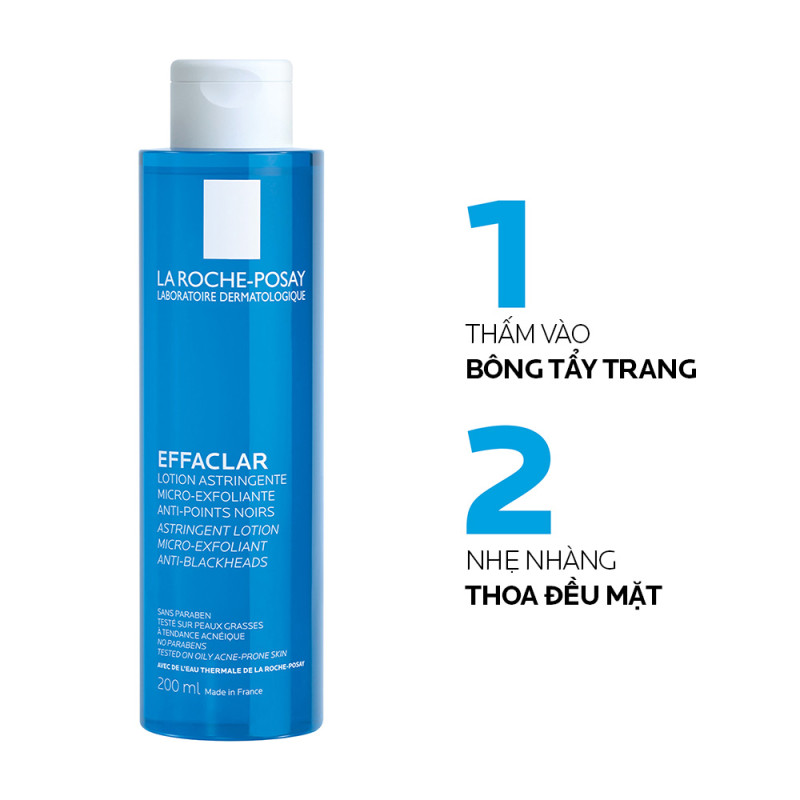 LA ROCHE-POSAY
LABORATOIRE DERMATOLOGIQUE
EFFACLAR
LOTION ASTRINGENTE
MICRO-EXFOLIANTE
ANTI-POINTS NOIRS
ASTRINGENT LOTION
MICRO-EXFOLIANT
ANTI-BLACKHEADS
SANS PARABEN
TESTÉ SUR PEAUX GRASSES
À TENDANCE ACNÉIQUE
NO PARABENS
TESTED ON OILY ACNE-PRONE SKIN
AVEC DE L'EAU THERMALE DE LA ROCHE-POSAY
200 ml Made in France
1
THẤM VÀO
BÔNG TẨY TRANG
2
NHẸ NHÀNG
THOA ĐỀU MẶT